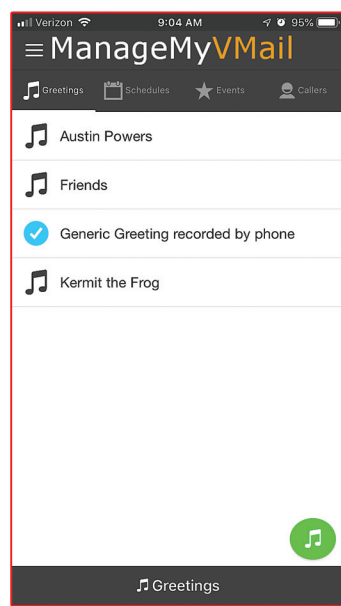 Verizon 9:04 AM 95%
ManageMyVMail
Greetings Schedules Events Callers
Austin Powers
Friends
Generic Greeting recorded by phone
Kermit the Frog
Greetings